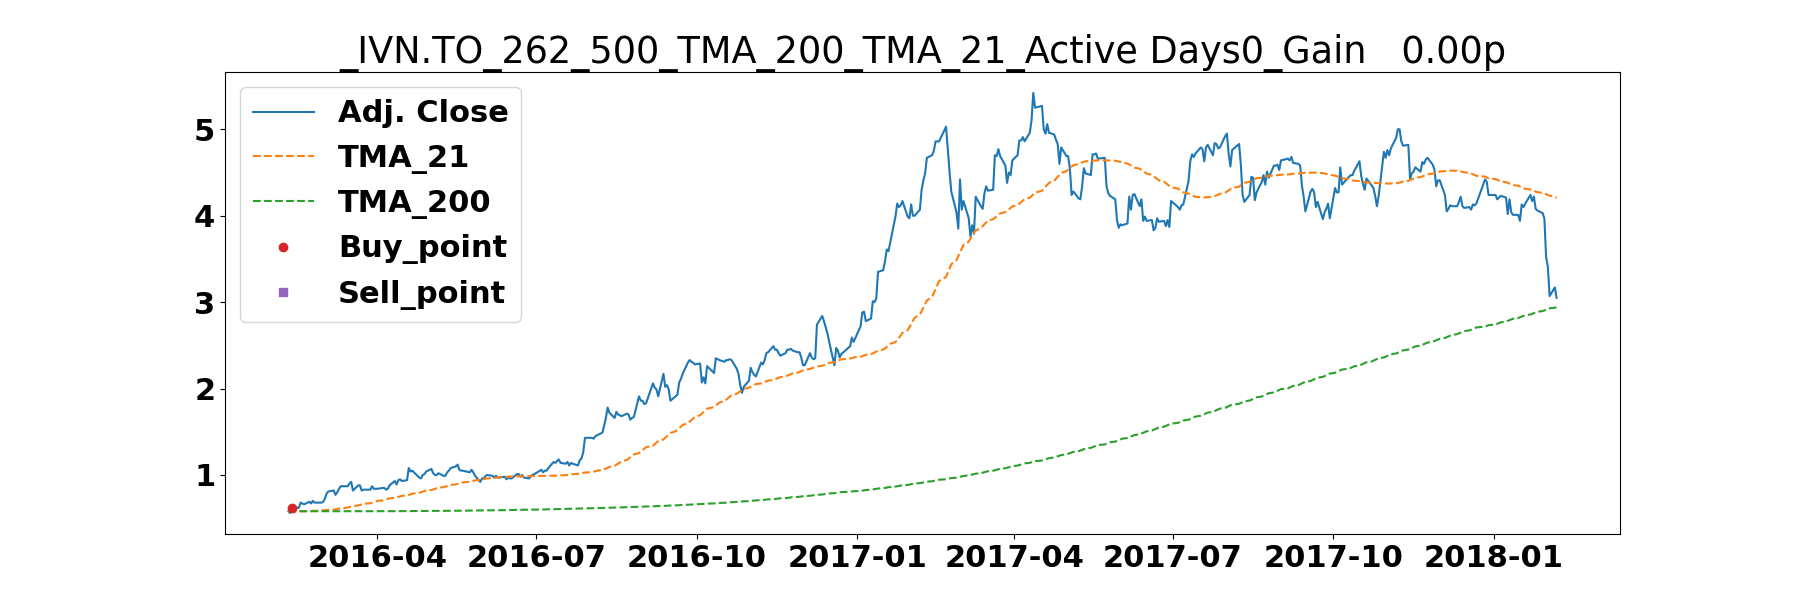 _IVN.TO_262_500_TMA_200_TMA_21_Active Days0_Gain   0.00p
Adj. Close
TMA_21
TMA_200
Buy_point
Sell_point
5
4
3
2
1
2016-04 2016-07 2016-10 2017-01 2017-04 2017-07 2017-10 2018-01